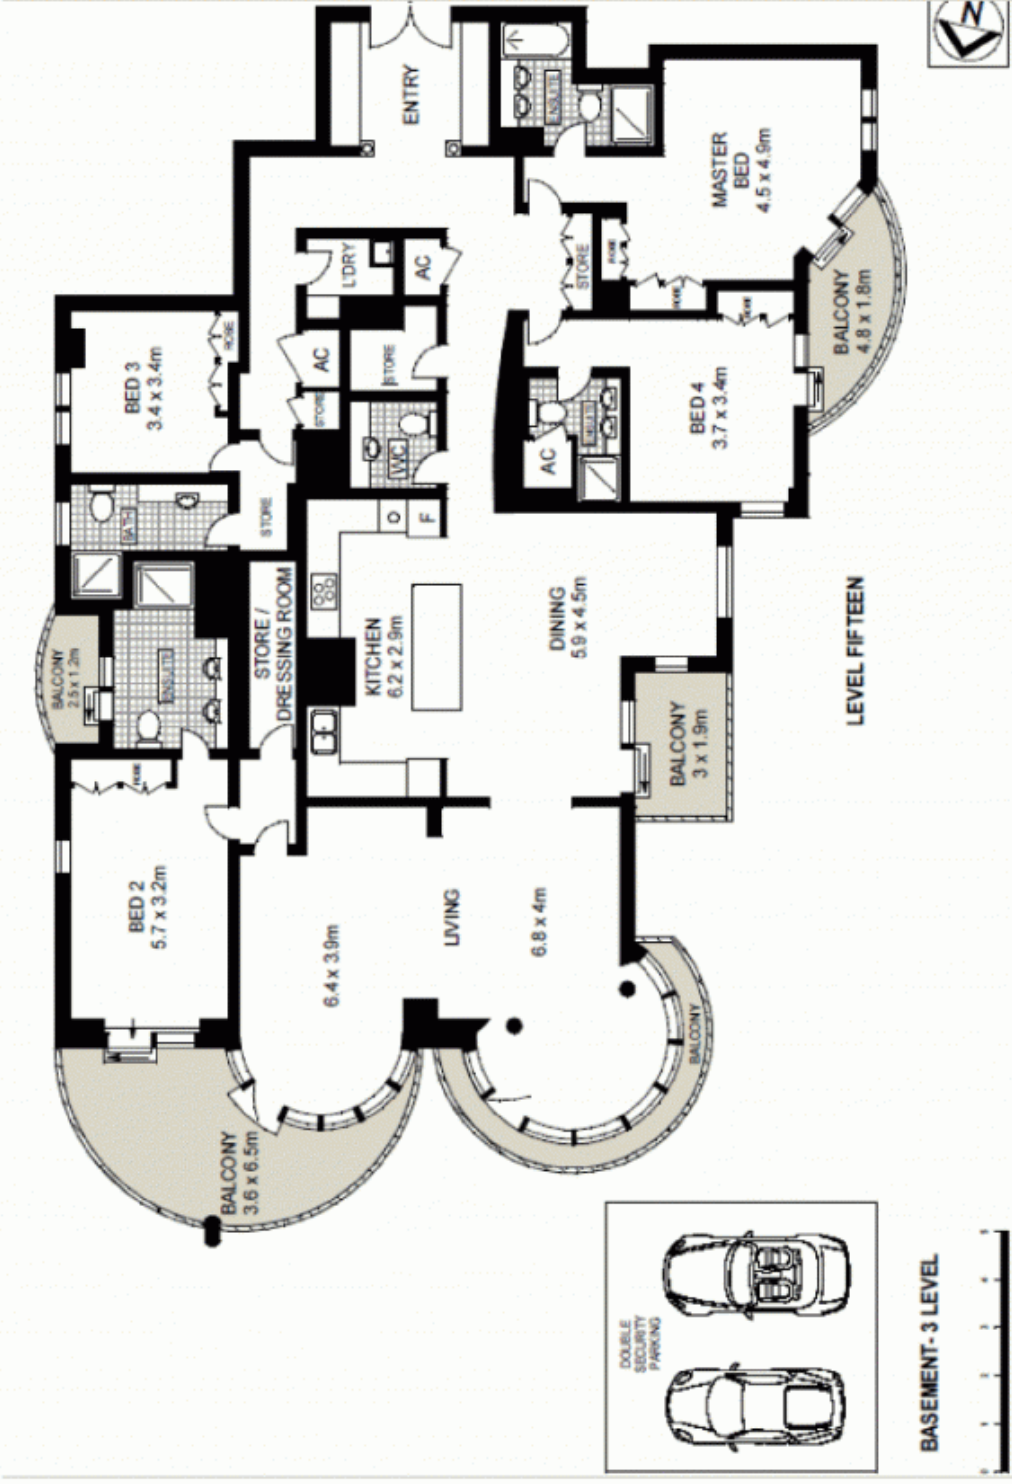 N
ENTRY
ENSUITE
MASTER
BED
4.5 x 4.9m
L'DRY
AC
STORE
ROBE
ROBE
ROBE
BALCONY
4.8 x 1.8m
BED 3
3.4 x 3.4m
ROBE
AC
STORE
STORE
WC
BED 4
3.7 x 3.4m
ENSUITE
AC
BATH
STORE
F
STORE /
DRESSING ROOM
KITCHEN
6.2 x 2.9m
DINING
5.9 x 4.5m
LEVEL FIFTEEN
BALCONY
2.5 x 1.2m
ENSUITE
ROBE
BALCONY
3 x 1.9m
BED 2
5.7 x 3.2m
6.4 x 3.9m
LIVING
6.8 x 4m
BALCONY
BALCONY
3.6 x 6.5m
DOUBLE
SECURITY
PARKING
BASEMENT- 3 LEVEL